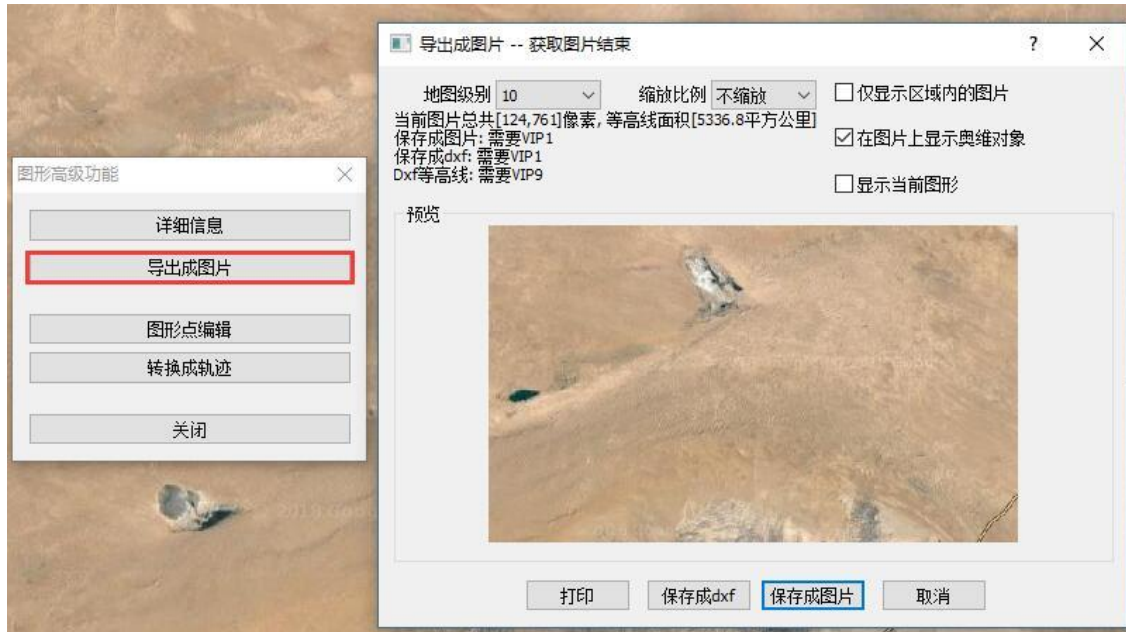 图形高级功能
详细信息
导出成图片
图形点编辑
转换成轨迹
关闭
导出成图片 -- 获取图片结束
地图级别 10 缩放比例 不缩放
当前图片总共[124,761]像素, 等高线面积[5336.8平方公里]
保存成图片: 需要VIP1
保存成dxf: 需要VIP1
Dxf等高线: 需要VIP9
仅显示区域内的图片
在图片上显示奥维对象
显示当前图形
预览
打印 保存成dxf 保存成图片 取消